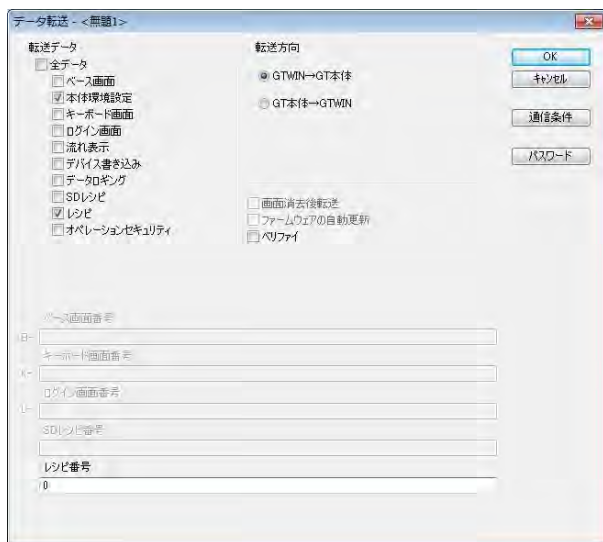 データ転送 - <無題1>
転送データ
全データ
ベース画面
本体環境設定
キーボード画面
ログイン画面
流れ表示
デバイス書き込み
データロギング
SDレシピ
レシピ
オペレーションセキュリティ
転送方向
GTWIN→GT本体
GT本体→GTWIN
画面消去後転送
ファームウェアの自動更新
ベリファイ
OK
キャンセル
通信条件
パスワード
ベース画面番号
B-
キーボード画面番号
K-
ログイン画面番号
L-
SDレシピ番号
レシピ番号
0